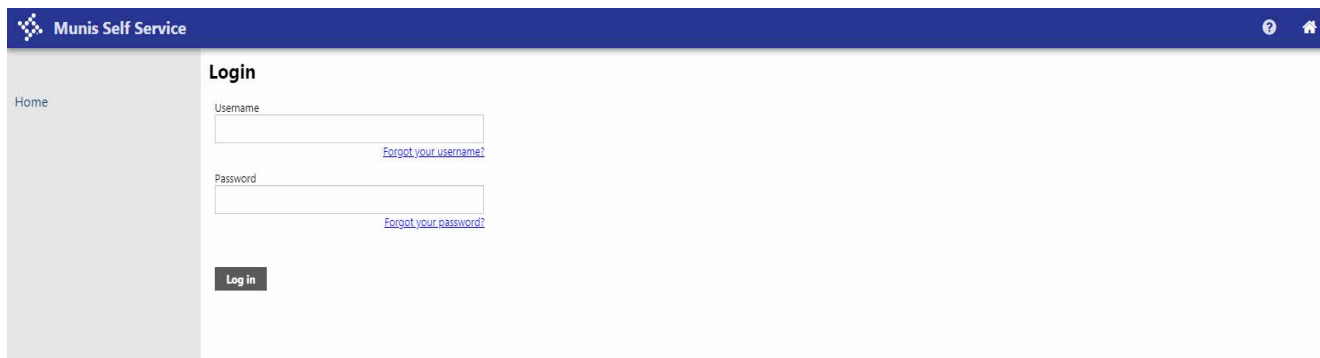 Munis Self Service
Home
Login
Username
Forgot your username?
Password
Forgot your password?
Log in